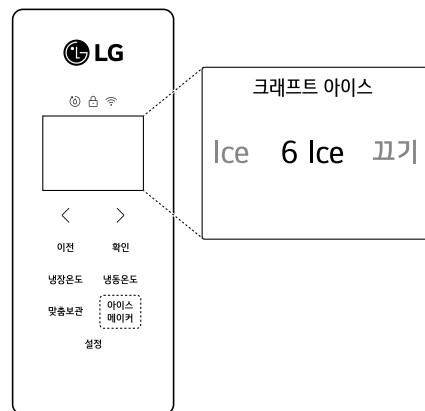 LG
크래프트 아이스
Ice 6 Ice 끄기
< >
이전 확인
냉장온도 냉동온도
맞춤보관 아이스
메이커
설정